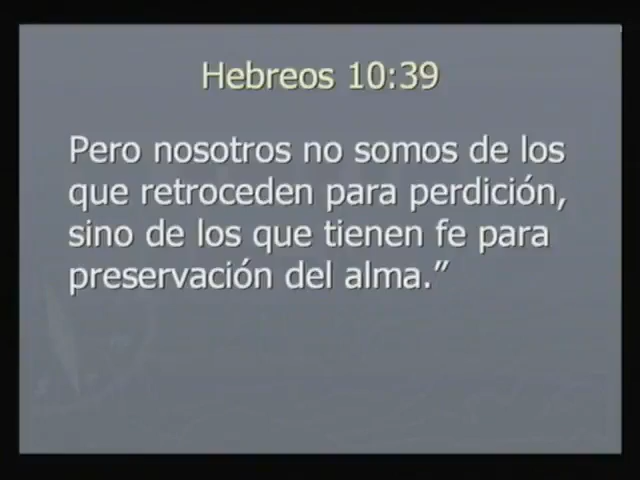 Hebreos 10:39
Pero nosotros no somos de los
que retroceden para perdición,
sino de los que tienen fe para
preservación del alma.”